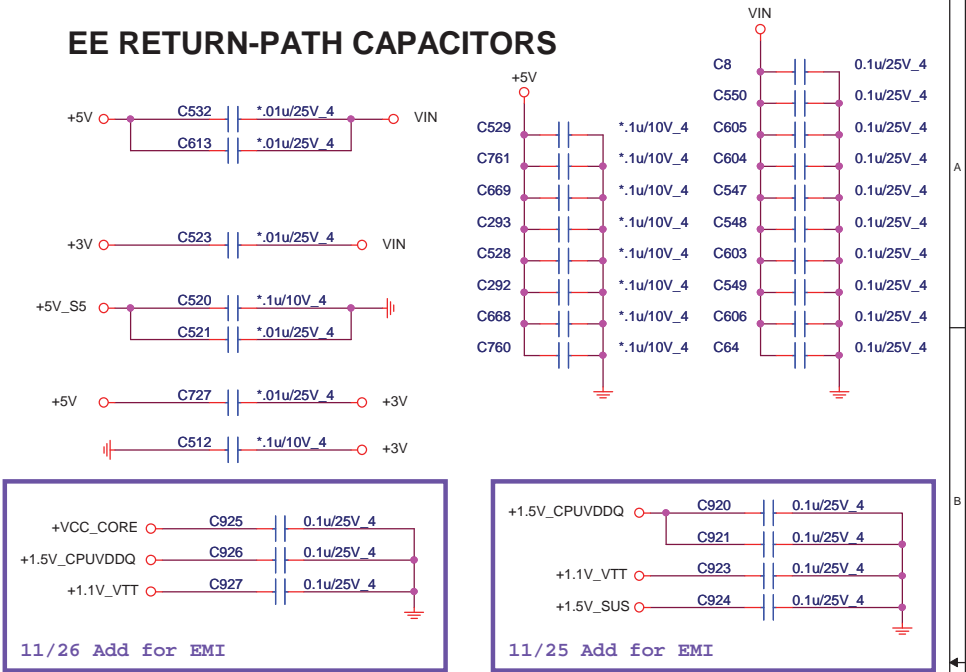 EE RETURN-PATH CAPACITORS
+5V C532 *.01u/25V_4 VIN
C613 *.01u/25V_4
+3V C523 *.01u/25V_4 VIN
+5V_S5 C520 *.1u/10V_4
C521 *.01u/25V_4
+5V C727 *.01u/25V_4 +3V
C512 *.1u/10V_4 +3V
+5V
C529 *.1u/10V_4
C761 *.1u/10V_4
C669 *.1u/10V_4
C293 *.1u/10V_4
C528 *.1u/10V_4
C292 *.1u/10V_4
C668 *.1u/10V_4
C760 *.1u/10V_4
VIN
C8 0.1u/25V_4
C550 0.1u/25V_4
C605 0.1u/25V_4
C604 0.1u/25V_4
C547 0.1u/25V_4
C548 0.1u/25V_4
C603 0.1u/25V_4
C549 0.1u/25V_4
C606 0.1u/25V_4
C64 0.1u/25V_4
A
+VCC_CORE C925 0.1u/25V_4
+1.5V_CPUVDDQ C926 0.1u/25V_4
+1.1V_VTT C927 0.1u/25V_4
11/26 Add for EMI
+1.5V_CPUVDDQ C920 0.1u/25V_4
C921 0.1u/25V_4
+1.1V_VTT C923 0.1u/25V_4
+1.5V_SUS C924 0.1u/25V_4
11/25 Add for EMI
B